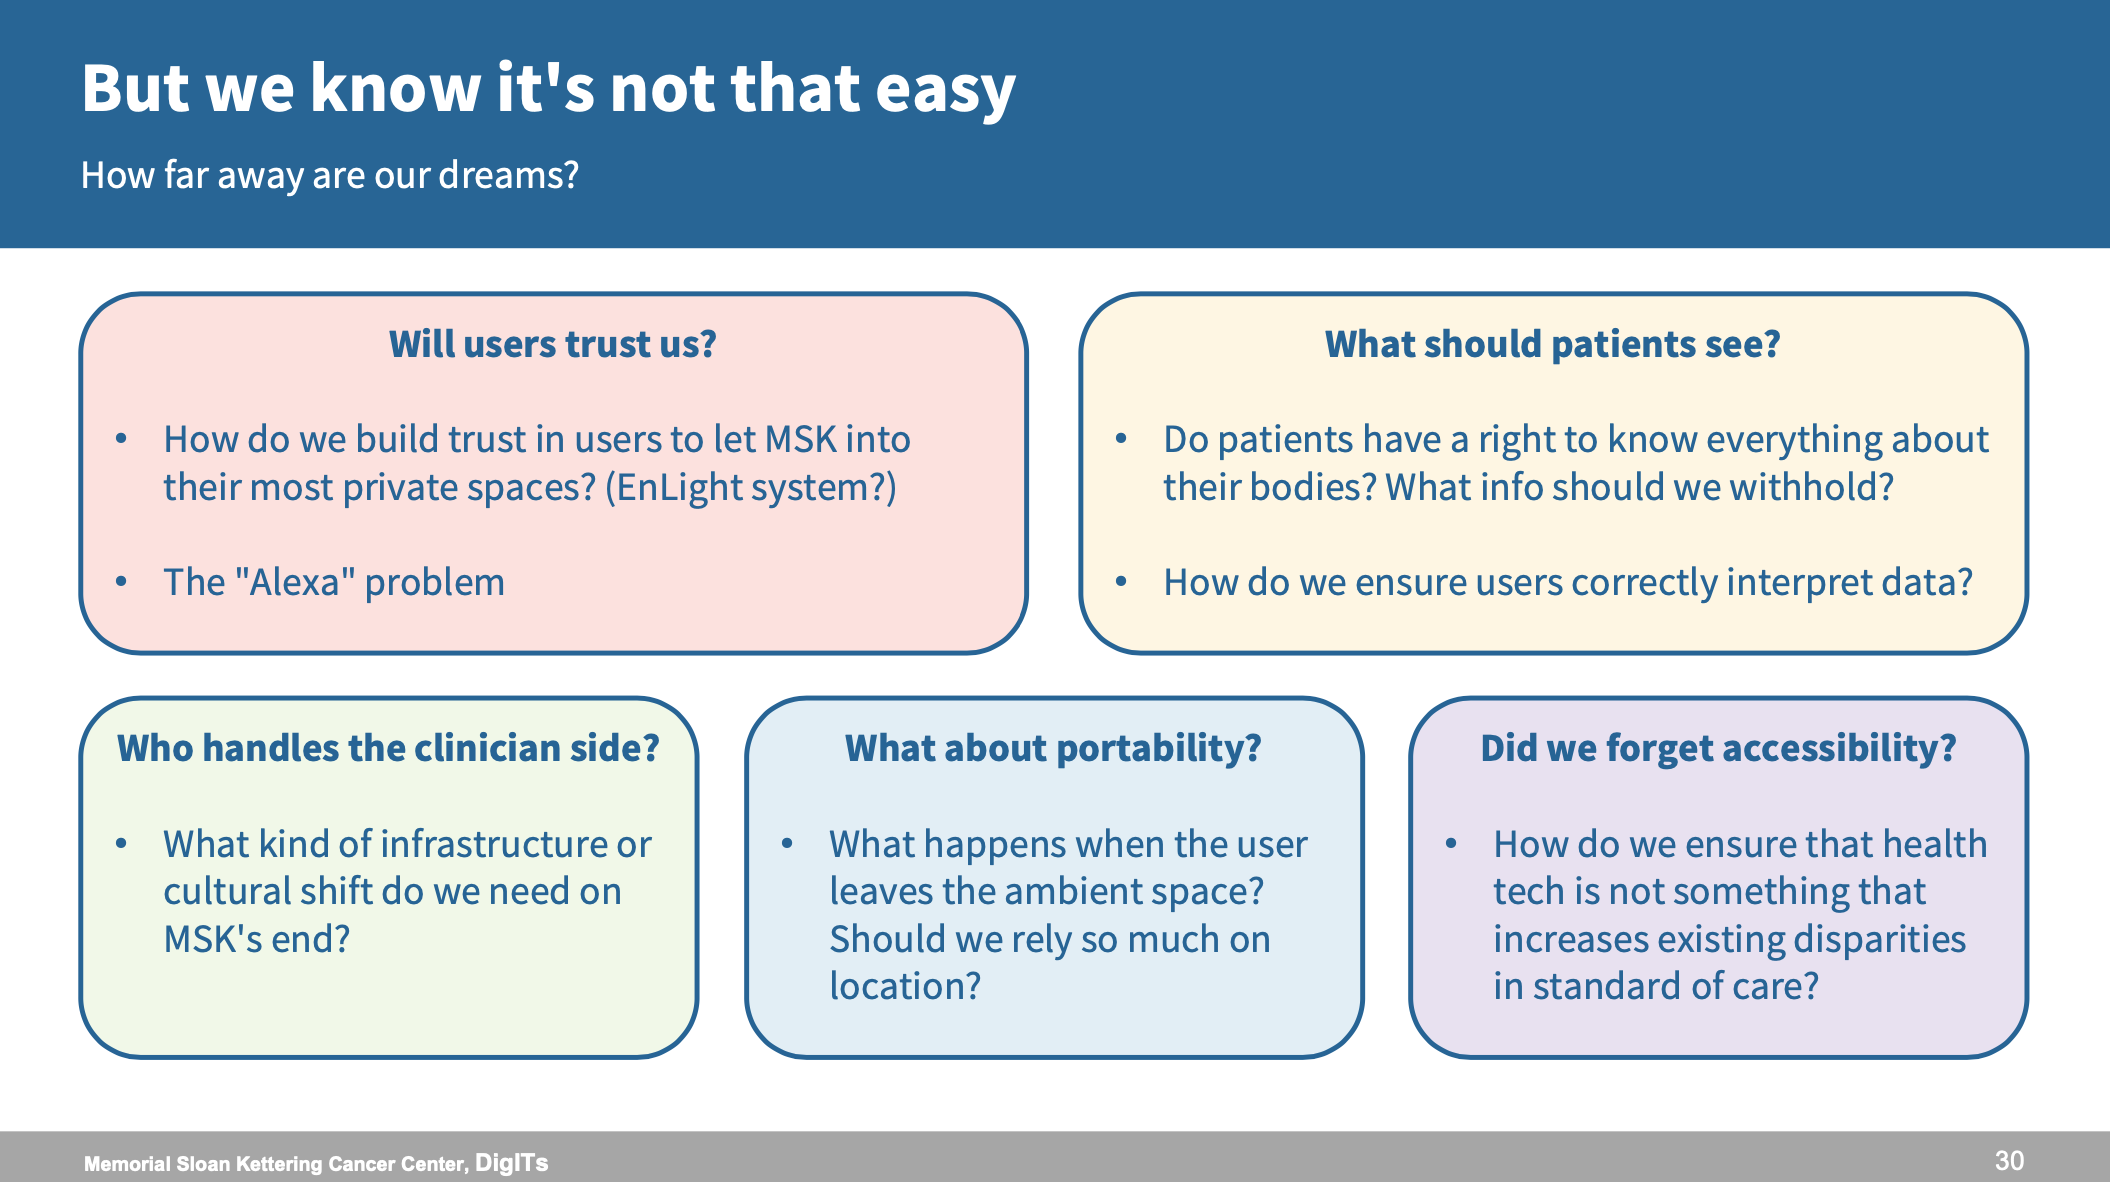 But we know it's not that easy
How far away are our dreams?
Will users trust us?
• How do we build trust in users to let MSK into
their most private spaces? (EnLight system?)
• The "Alexa" problem
What should patients see?
• Do patients have a right to know everything about
their bodies? What info should we withhold?
• How do we ensure users correctly interpret data?
Who handles the clinician side?
• What kind of infrastructure or
cultural shift do we need on
MSK's end?
What about portability?
• What happens when the user
leaves the ambient space?
Should we rely so much on
location?
Did we forget accessibility?
• How do we ensure that health
tech is not something that
increases existing disparities
in standard of care?
Memorial Sloan Kettering Cancer Center, DigITs
30